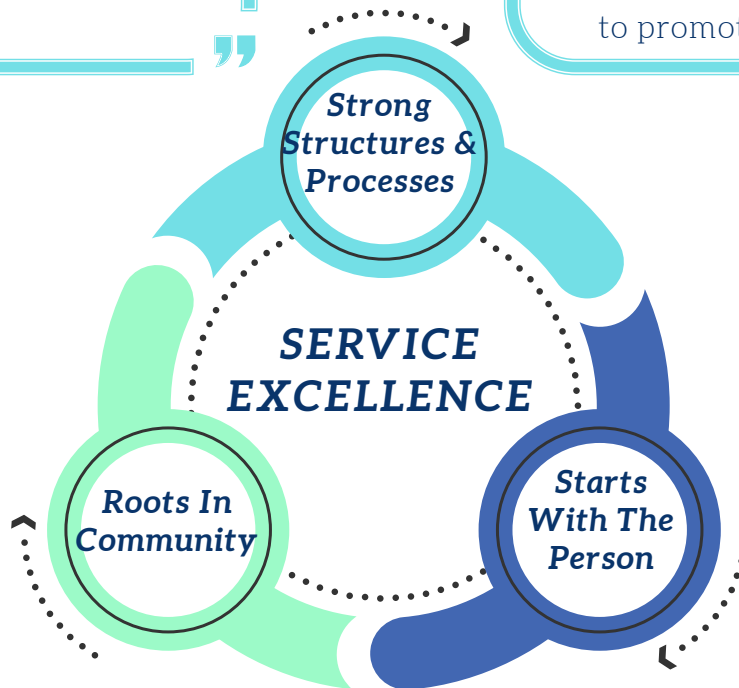 ”
to promot
Strong
Structures &
Processes
SERVICE
EXCELLENCE
Roots In
Community
Starts
With The
Person